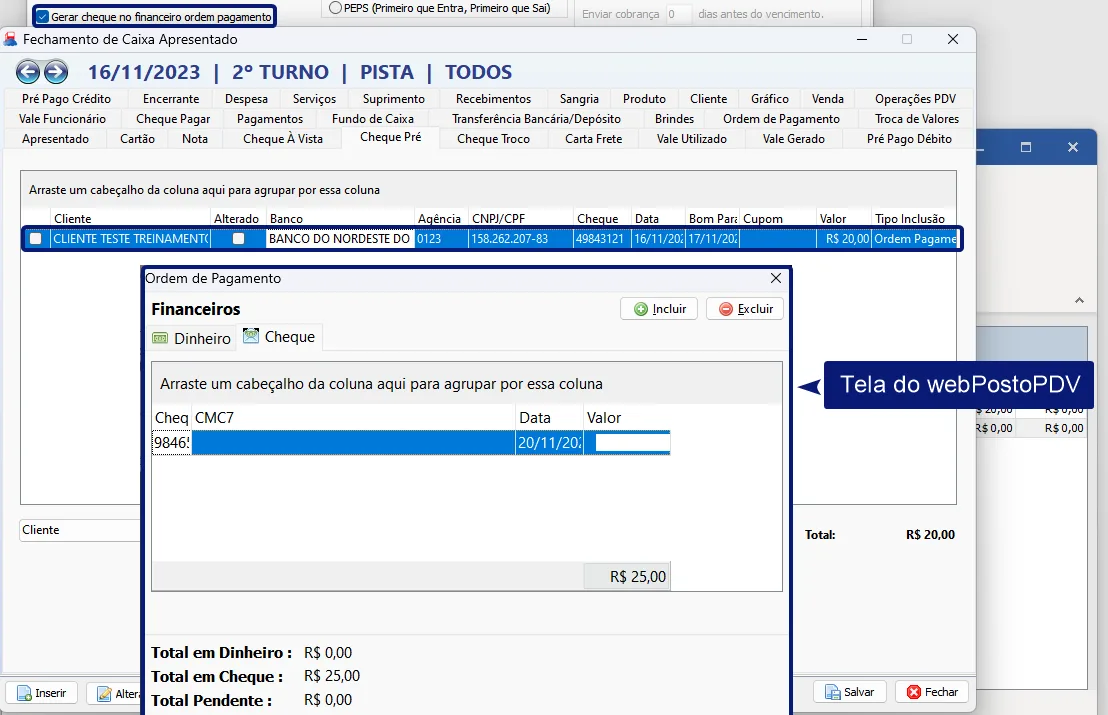 Gerar cheque no financeiro ordem pagamento
PEPS (Primeiro que Entra, Primeiro que Sai)
Enviar cobrança 0 dias antes do vencimento.
Fechamento de Caixa Apresentado
16/11/2023 | 2º TURNO | PISTA | TODOS
Pré Pago Crédito Encerrante Despesa Serviços Suprimento Recebimentos Sangria Produto Cliente Gráfico Venda Operações PDV
Vale Funcionário Cheque Pagar Pagamentos Fundo de Caixa Transferência Bancária/Depósito Brindes Ordem de Pagamento Troca de Valores
Apresentado Cartão Nota Cheque À Vista Cheque Pré Cheque Troco Carta Frete Vale Utilizado Vale Gerado Pré Pago Débito
Arraste um cabeçalho da coluna aqui para agrupar por essa coluna
Cliente Alterado Banco Agência CNPJ/CPF Cheque Data Bom Para Cupom Valor Tipo Inclusão
CLIENTE TESTE TREINAMENTO BANCO DO NORDESTE DO 0123 158.262.207-83 49843121 16/11/202 17/11/202 R$ 20,00 Ordem Pagame
Ordem de Pagamento
Financeiros
Incluir Excluir
Dinheiro Cheque
Arraste um cabeçalho da coluna aqui para agrupar por essa coluna
Cheq CMC7 Data Valor
98465 20/11/202
R$ 25,00
Total em Dinheiro : R$ 0,00
Total em Cheque : R$ 25,00
Total Pendente : R$ 0,00
Tela do webPostoPDV
R$ 20,00 R$ 0,00
R$ 0,00 R$ 0,00
Cliente
Total: R$ 20,00
Inserir Altera Salvar Fechar